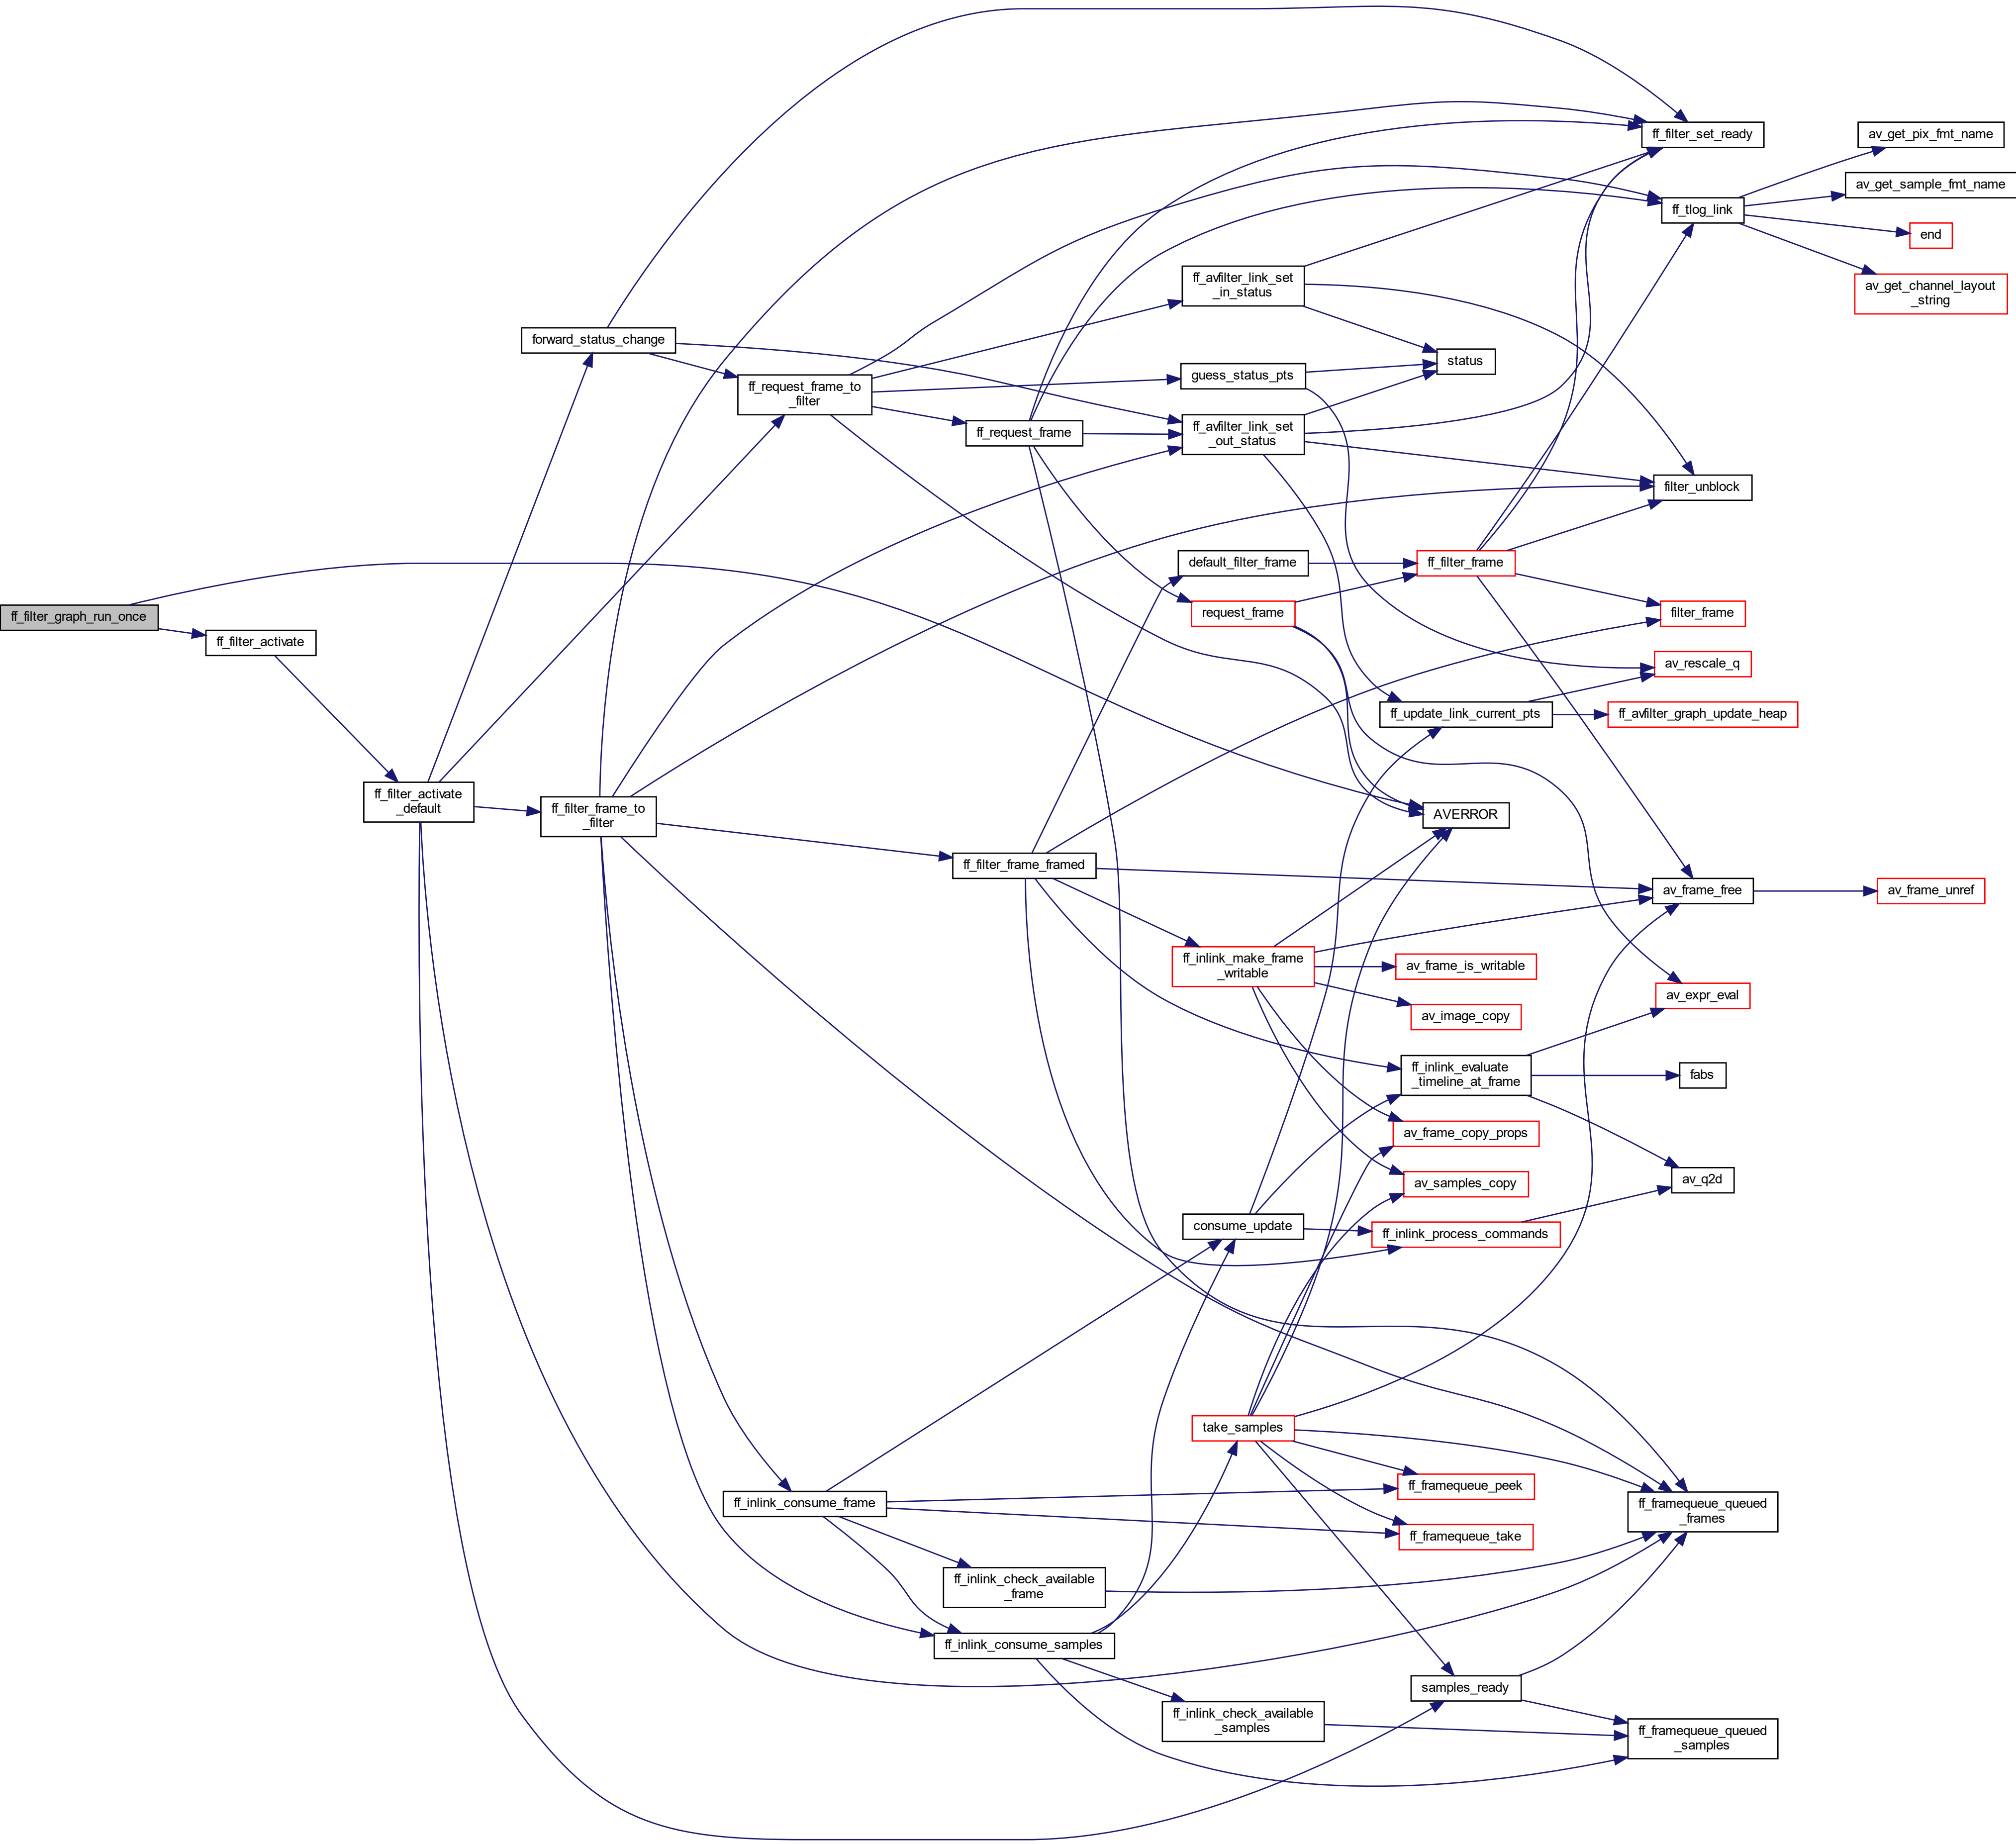 ff_filter_graph_run_once
ff_filter_activate
ff_filter_activate
_default
forward_status_change
ff_filter_frame_to
_filter
ff_request_frame_to
_filter
ff_inlink_consume_frame
ff_request_frame
ff_filter_frame_framed
ff_inlink_check_available
_frame
ff_inlink_consume_samples
ff_avfilter_link_set
_in_status
guess_status_pts
ff_avfilter_link_set
_out_status
default_filter_frame
request_frame
ff_inlink_make_frame
_writable
consume_update
take_samples
ff_inlink_check_available
_samples
status
ff_filter_frame
ff_update_link_current_pts
AVERROR
av_frame_is_writable
av_image_copy
ff_inlink_evaluate
_timeline_at_frame
av_frame_copy_props
av_samples_copy
ff_inlink_process_commands
ff_framequeue_peek
ff_framequeue_take
samples_ready
ff_filter_set_ready
ff_tlog_link
filter_unblock
filter_frame
av_rescale_q
ff_avfilter_graph_update_heap
av_frame_free
av_expr_eval
fabs
av_q2d
ff_framequeue_queued
_frames
ff_framequeue_queued
_samples
av_get_pix_fmt_name
av_get_sample_fmt_name
end
av_get_channel_layout
_string
av_frame_unref